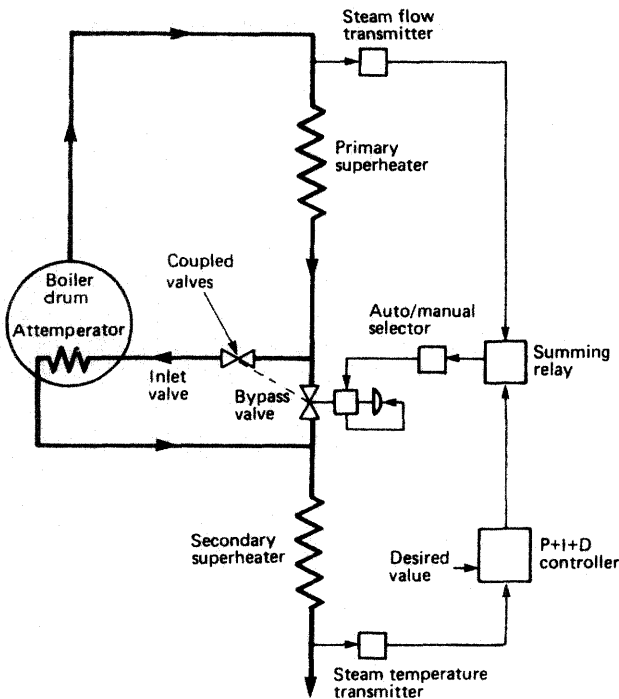 Steam flow
transmitter
Primary
superheater
Coupled
valves
Boiler
drum
Attemperator
Auto/manual
selector
Inlet
valve
Bypass
valve
Summing
relay
Secondary
superheater
Desired
value
P+I+D
controller
Steam temperature
transmitter